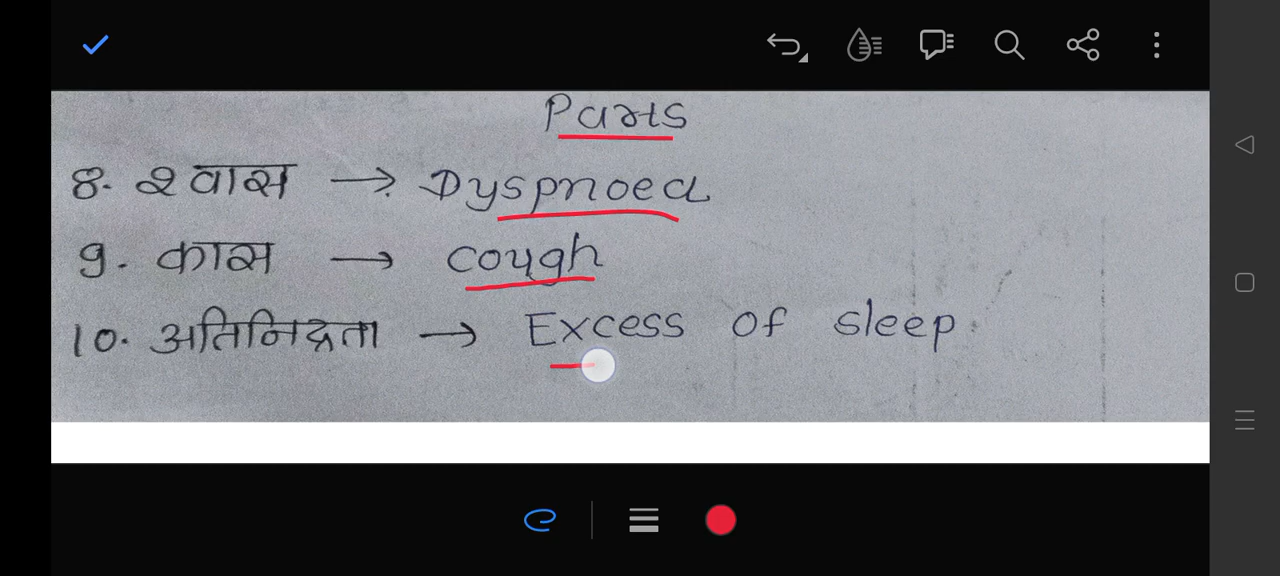 Parts
8. श्वास → Dyspnoea
9. कास → cough
10. अतिनिद्रता → Excess of sleep.